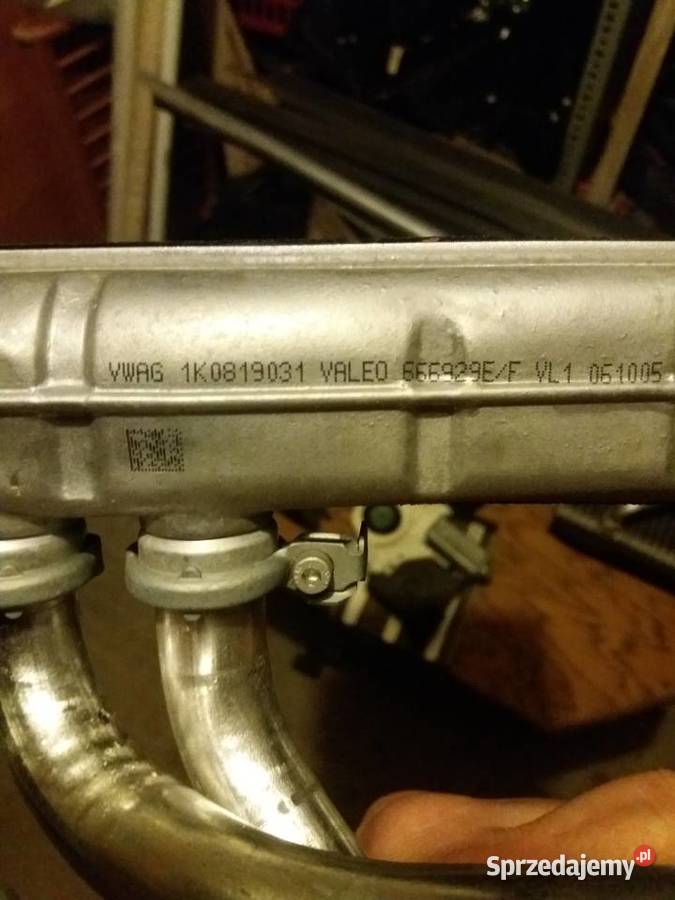 VWAG 1K0819031 VALEO 666929E/F VL1 061005
Sprzedajemy.pl